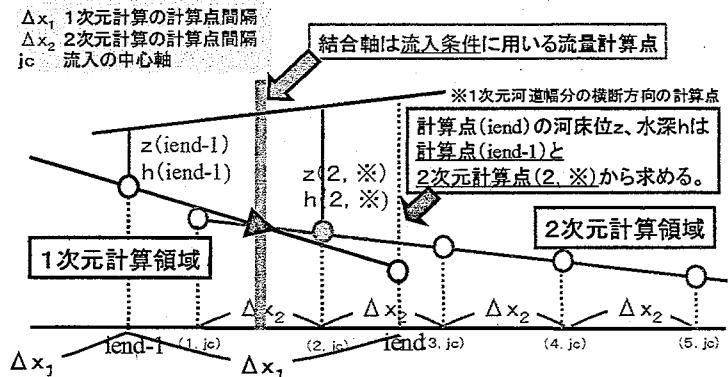 Δx₁ 1次元計算の計算点間隔
Δx₂ 2次元計算の計算点間隔
jc 流入の中心軸
結合軸は流入条件に用いる流量計算点
※1次元河道幅分の横断方向の計算点
計算点(iend)の河床位z、水深hは
計算点(iend-1)と
2次元計算点(2, ※)から求める。
z(iend-1)
h(iend-1)
z(2, ※)
h(2, ※)
1次元計算領域
2次元計算領域
Δx₂ Δx₂ Δx₂ Δx₂
iend-1 (1, jc) (2, jc) iend (3, jc) (4, jc) (5, jc)
Δx₁ Δx₁